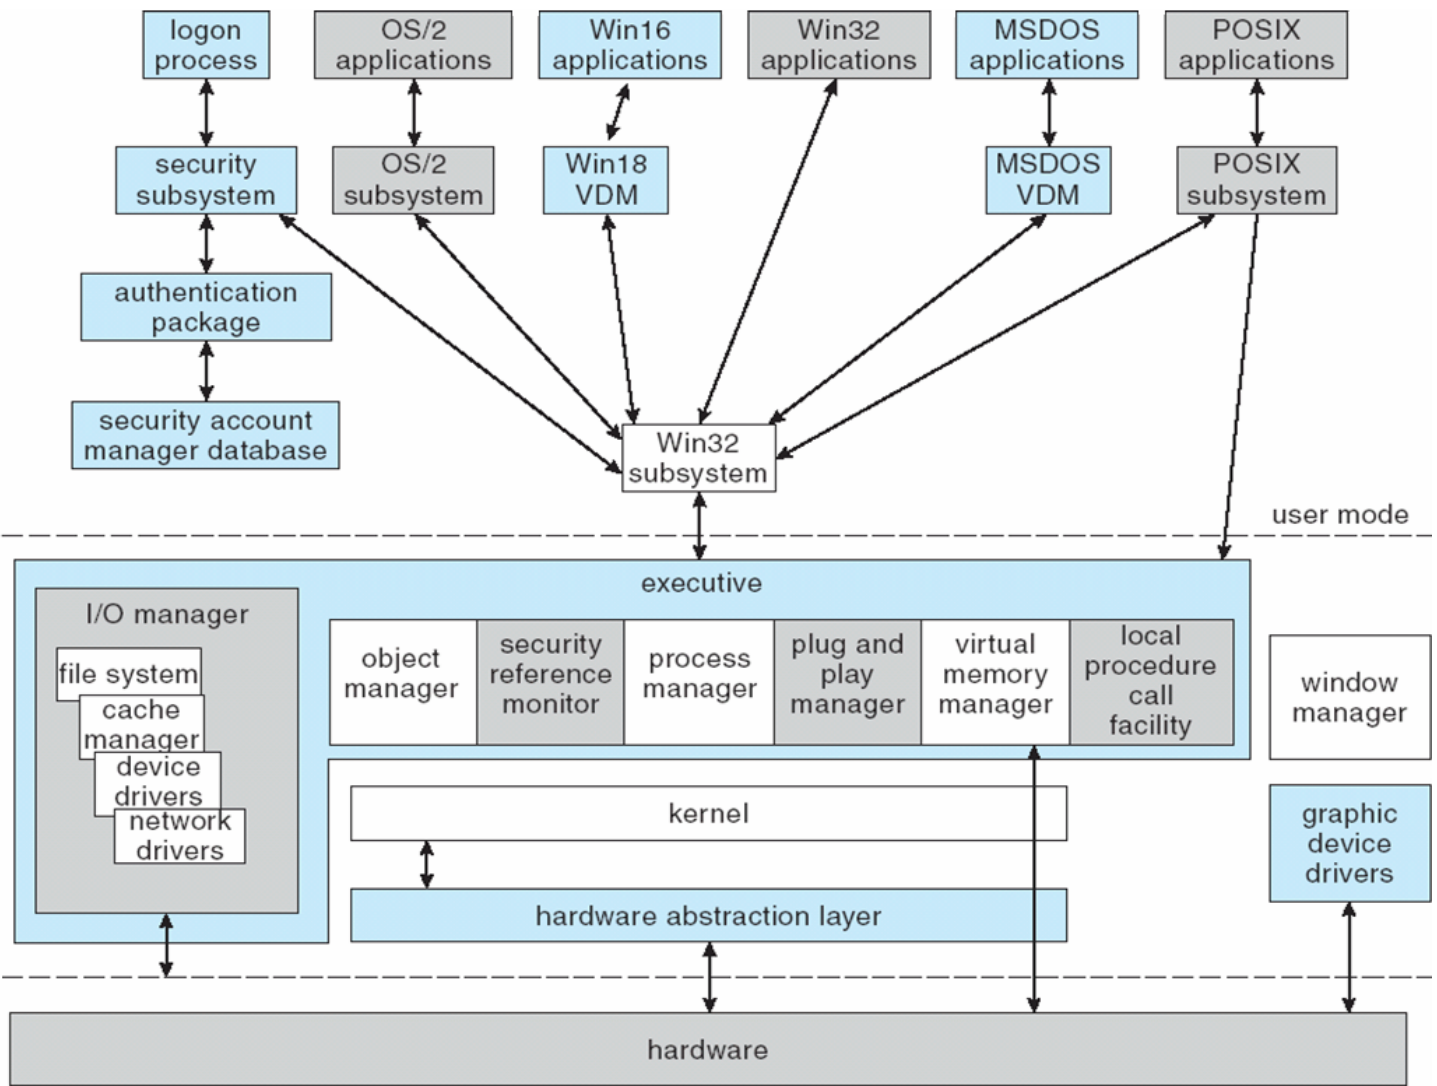 logon
process
OS/2
applications
Win16
applications
Win32
applications
MSDOS
applications
POSIX
applications
security
subsystem
OS/2
subsystem
Win18
VDM
MSDOS
VDM
POSIX
subsystem
authentication
package
security account
manager database
Win32
subsystem
user mode
executive
I/O manager
file system
cache
manager
device
drivers
network
drivers
object
manager
security
reference
monitor
process
manager
plug and
play
manager
virtual
memory
manager
local
procedure
call
facility
window
manager
kernel
graphic
device
drivers
hardware abstraction layer
hardware